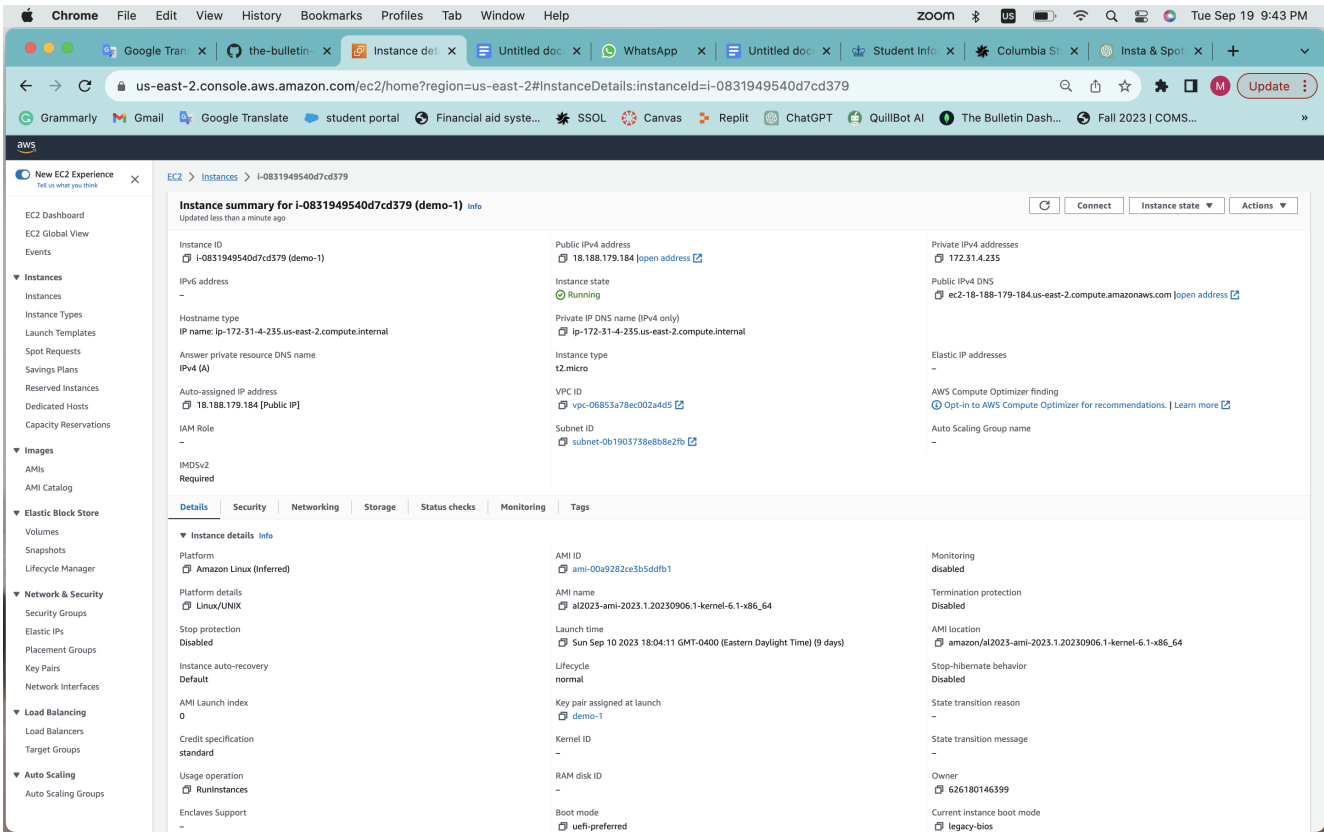 Chrome File Edit View History Bookmarks Profiles Tab Window Help zoom US Tue Sep 19 9:43 PM
Google Tran the-bulletin- Instance det Untitled doc WhatsApp Untitled doc Student Info Columbia St Insta & Spot
us-east-2.console.aws.amazon.com/ec2/home?region=us-east-2#InstanceDetails:instanceId=i-0831949540d7cd379 M Update
Grammarly Gmail Google Translate student portal Financial aid syste... SSOL Canvas Replit ChatGPT QuillBot AI The Bulletin Dash... Fall 2023 | COMS... »
aws
New EC2 Experience
Tell us what you think
EC2 Dashboard
EC2 Global View
Events
Instances
Instances
Instance Types
Launch Templates
Spot Requests
Savings Plans
Reserved Instances
Dedicated Hosts
Capacity Reservations
Images
AMIs
AMI Catalog
Elastic Block Store
Volumes
Snapshots
Lifecycle Manager
Network & Security
Security Groups
Elastic IPs
Placement Groups
Key Pairs
Network Interfaces
Load Balancing
Load Balancers
Target Groups
Auto Scaling
Auto Scaling Groups
EC2 > Instances > i-0831949540d7cd379
Instance summary for i-0831949540d7cd379 (demo-1) Info
Updated less than a minute ago
Connect Instance state Actions
Instance ID Public IPv4 address Private IPv4 addresses
i-0831949540d7cd379 (demo-1) 18.188.179.184 |open address 172.31.4.235
IPv6 address Instance state Public IPv4 DNS
– Running ec2-18-188-179-184.us-east-2.compute.amazonaws.com |open address
Hostname type Private IP DNS name (IPv4 only)
IP name: ip-172-31-4-235.us-east-2.compute.internal ip-172-31-4-235.us-east-2.compute.internal
Answer private resource DNS name Instance type Elastic IP addresses
IPv4 (A) t2.micro –
Auto-assigned IP address VPC ID AWS Compute Optimizer finding
18.188.179.184 [Public IP] vpc-06853a78ec002a4d5 Opt-in to AWS Compute Optimizer for recommendations. | Learn more
IAM Role Subnet ID Auto Scaling Group name
– subnet-0b1903738e8b8e2fb –
IMDSv2
Required
Details Security Networking Storage Status checks Monitoring Tags
Instance details Info
Platform AMI ID Monitoring
Amazon Linux (Inferred) ami-00a9282ce3b5ddfb1 disabled
Platform details AMI name Termination protection
Linux/UNIX al2023-ami-2023.1.20230906.1-kernel-6.1-x86_64 Disabled
Stop protection Launch time AMI location
Disabled Sun Sep 10 2023 18:04:11 GMT-0400 (Eastern Daylight Time) (9 days) amazon/al2023-ami-2023.1.20230906.1-kernel-6.1-x86_64
Instance auto-recovery Lifecycle Stop-hibernate behavior
Default normal Disabled
AMI Launch index Key pair assigned at launch State transition reason
0 demo-1 –
Credit specification Kernel ID State transition message
standard – –
Usage operation RAM disk ID Owner
RunInstances – 626180146399
Enclaves Support Boot mode Current instance boot mode
– uefi-preferred legacy-bios